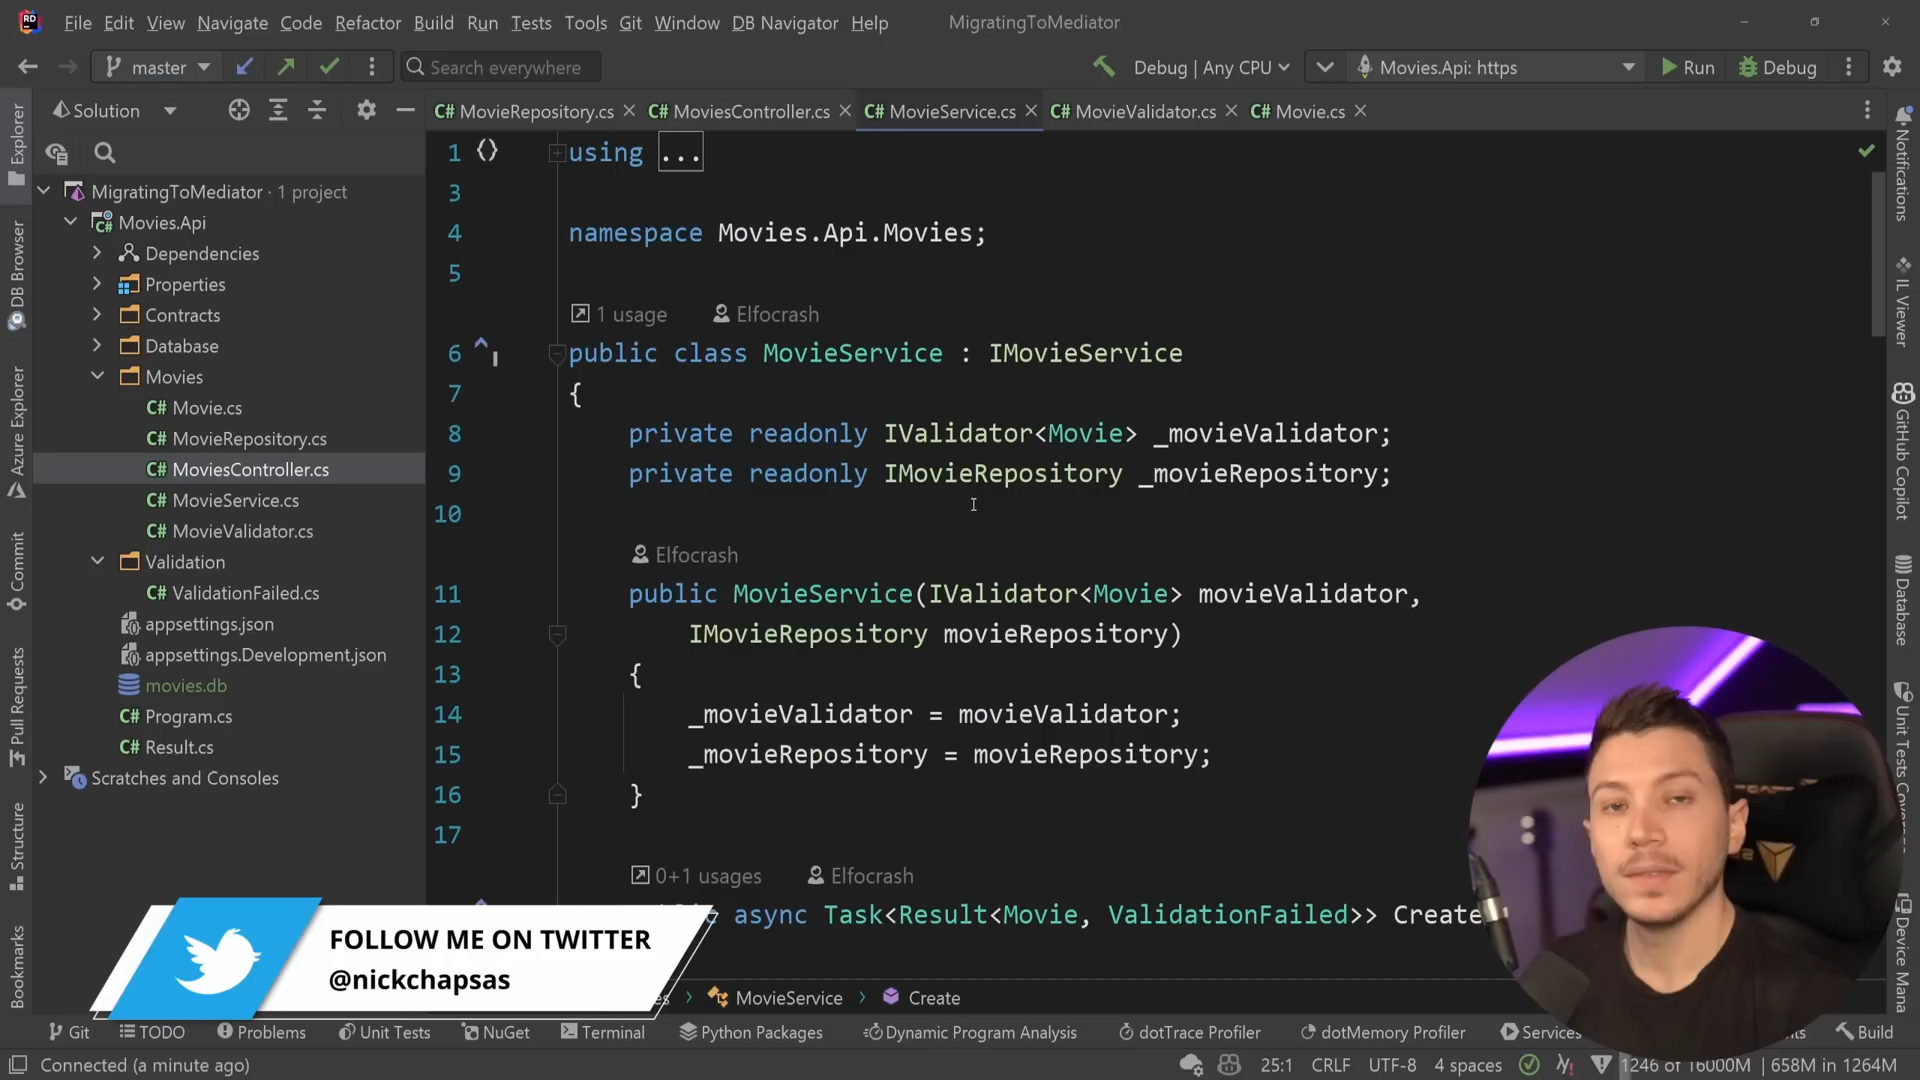 RD File Edit View Navigate Code Refactor Build Run Tests Tools Git Window DB Navigator Help MigratingToMediator
master Search everywhere Debug | Any CPU Movies.Api: https Run Debug
Solution
C# MovieRepository.cs C# MoviesController.cs C# MovieService.cs C# MovieValidator.cs C# Movie.cs
MigratingToMediator · 1 project
Movies.Api
Dependencies
Properties
Contracts
Database
Movies
C# Movie.cs
C# MovieRepository.cs
C# MoviesController.cs
C# MovieService.cs
C# MovieValidator.cs
Validation
C# ValidationFailed.cs
appsettings.json
appsettings.Development.json
movies.db
C# Program.cs
C# Result.cs
Scratches and Consoles
Explorer
DB Browser
Azure Explorer
Commit
Pull Requests
Structure
Bookmarks
1 using ...
3
4 namespace Movies.Api.Movies;
5
1 usage Elfocrash
6 public class MovieService : IMovieService
7 {
8 private readonly IValidator<Movie> _movieValidator;
9 private readonly IMovieRepository _movieRepository;
10
Elfocrash
11 public MovieService(IValidator<Movie> movieValidator,
12 IMovieRepository movieRepository)
13 {
14 _movieValidator = movieValidator;
15 _movieRepository = movieRepository;
16 }
17
0+1 usages Elfocrash
async Task<Result<Movie, ValidationFailed>> Create
MovieService > Create
Notifications
IL Viewer
GitHub Copilot
Database
Unit Tests
FOLLOW ME ON TWITTER
@nickchapsas
Git TODO Problems Unit Tests NuGet Terminal Python Packages Dynamic Program Analysis dotTrace Profiler dotMemory Profiler Services Build
Connected (a minute ago) 25:1 CRLF UTF-8 4 spaces 1246 of 16000M 658M in 1264M